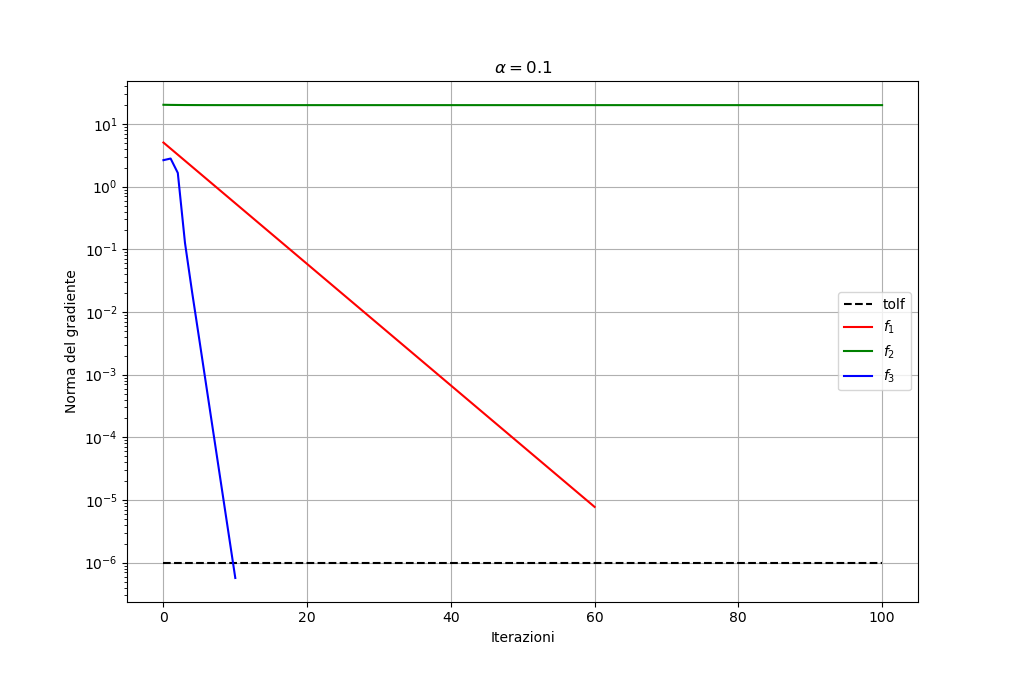 α = 0.1
Norma del gradiente
10¹
10⁰
10⁻¹
10⁻²
10⁻³
10⁻⁴
10⁻⁵
10⁻⁶
tolf
f₁
f₂
f₃
0 20 40 60 80 100
Iterazioni